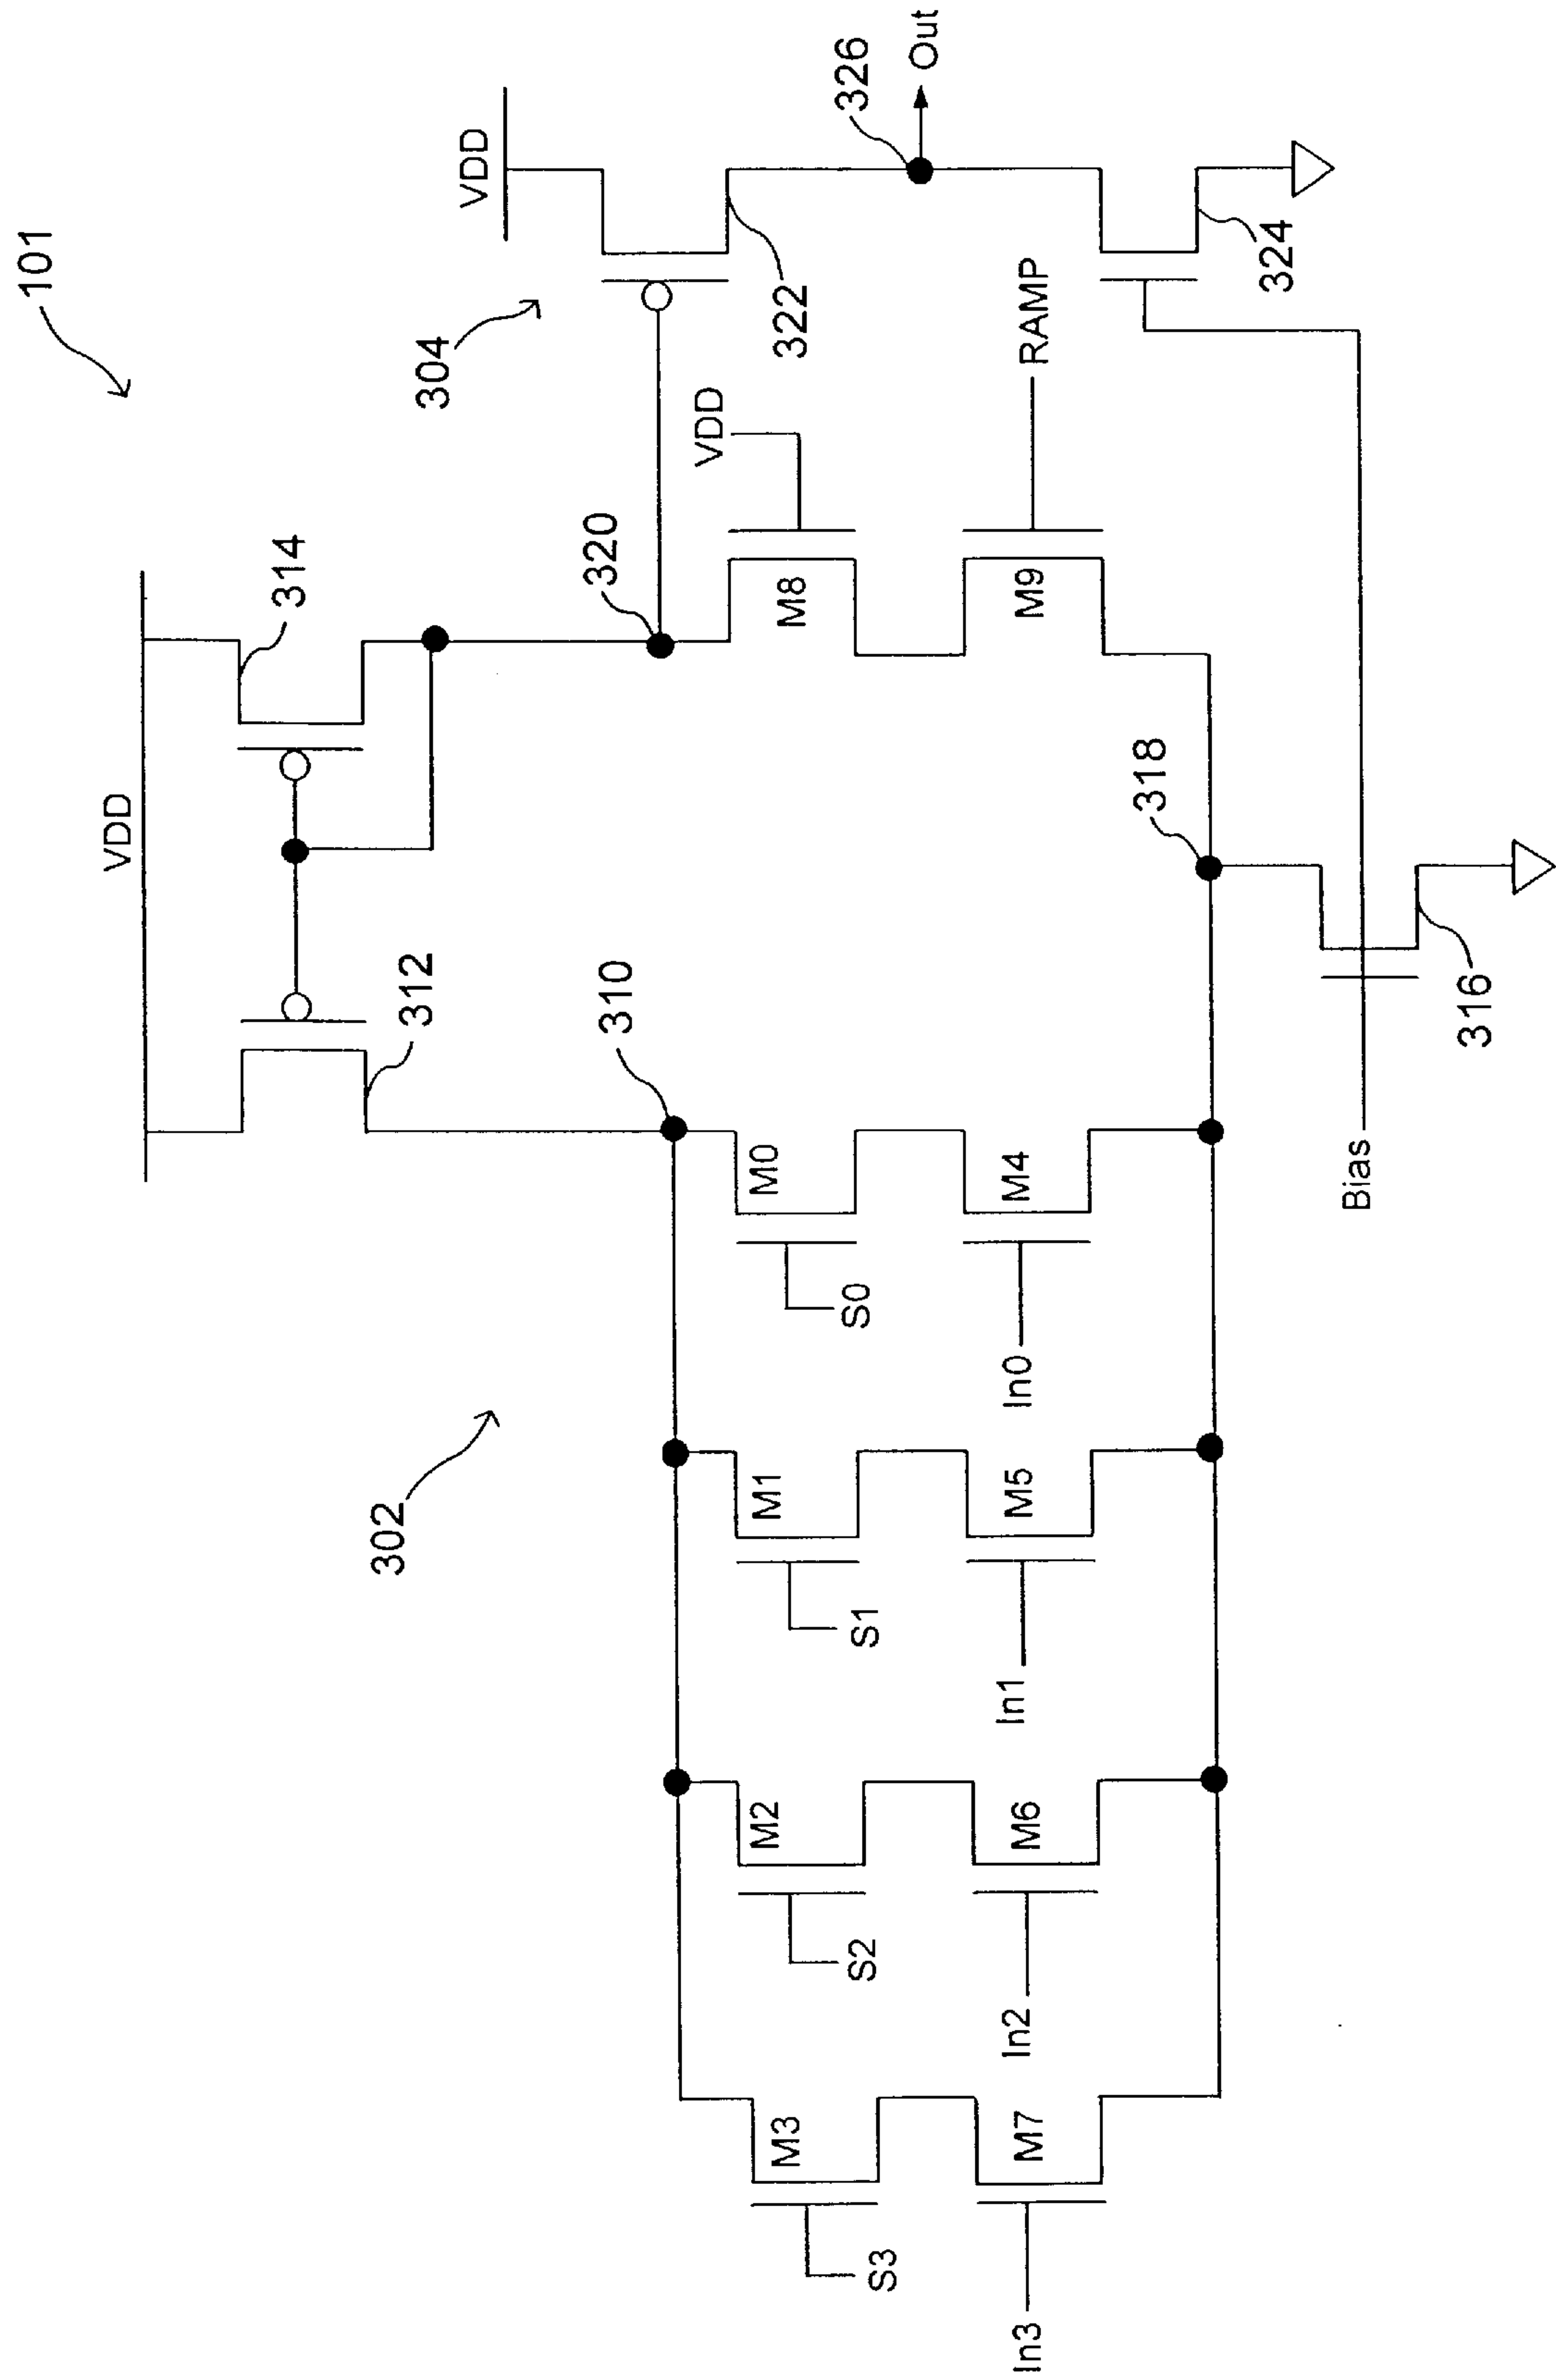 101
VDD
314
312
304
VDD
326
Out
322
324
VDD
RAMP
320
M8
M9
310
318
316
Bias
302
M0
M4
S0
In0
M1
M5
S1
In1
M2
M6
S2
In2
M3
M7
S3
In3